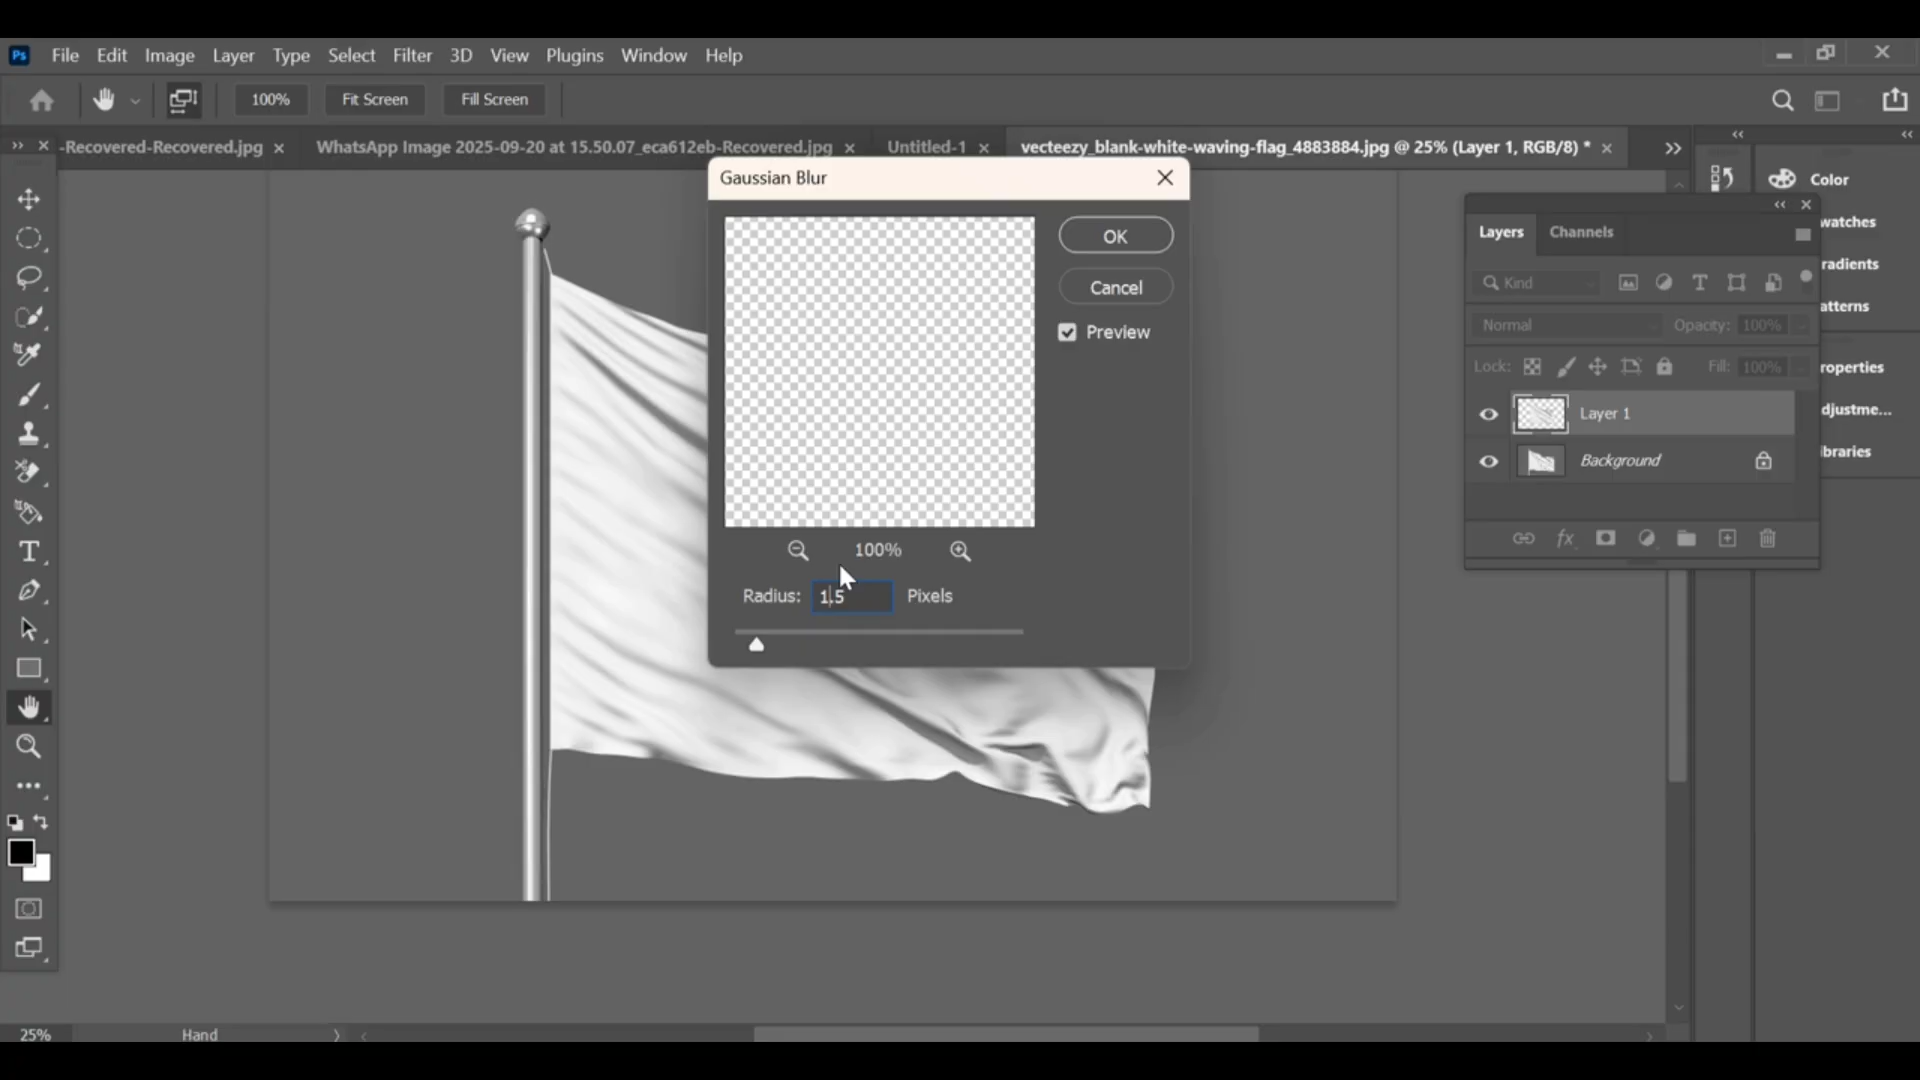 Ps File Edit Image Layer Type Select Filter 3D View Plugins Window Help
100% Fit Screen Fill Screen
-Recovered-Recovered.jpg WhatsApp Image 2025-09-20 at 15.50.07_eca612eb-Recovered.jpg Untitled-1 vecteezy_blank-white-waving-flag_4883884.jpg @ 25% (Layer 1, RGB/8) *
Gaussian Blur
OK
Cancel
Preview
100%
Radius: 1.5 Pixels
Color
watches
radients
atterns
roperties
djustme...
ibraries
Layers Channels
Kind
Normal Opacity: 100%
Lock: Fill: 100%
Layer 1
Background
fx
25% Hand